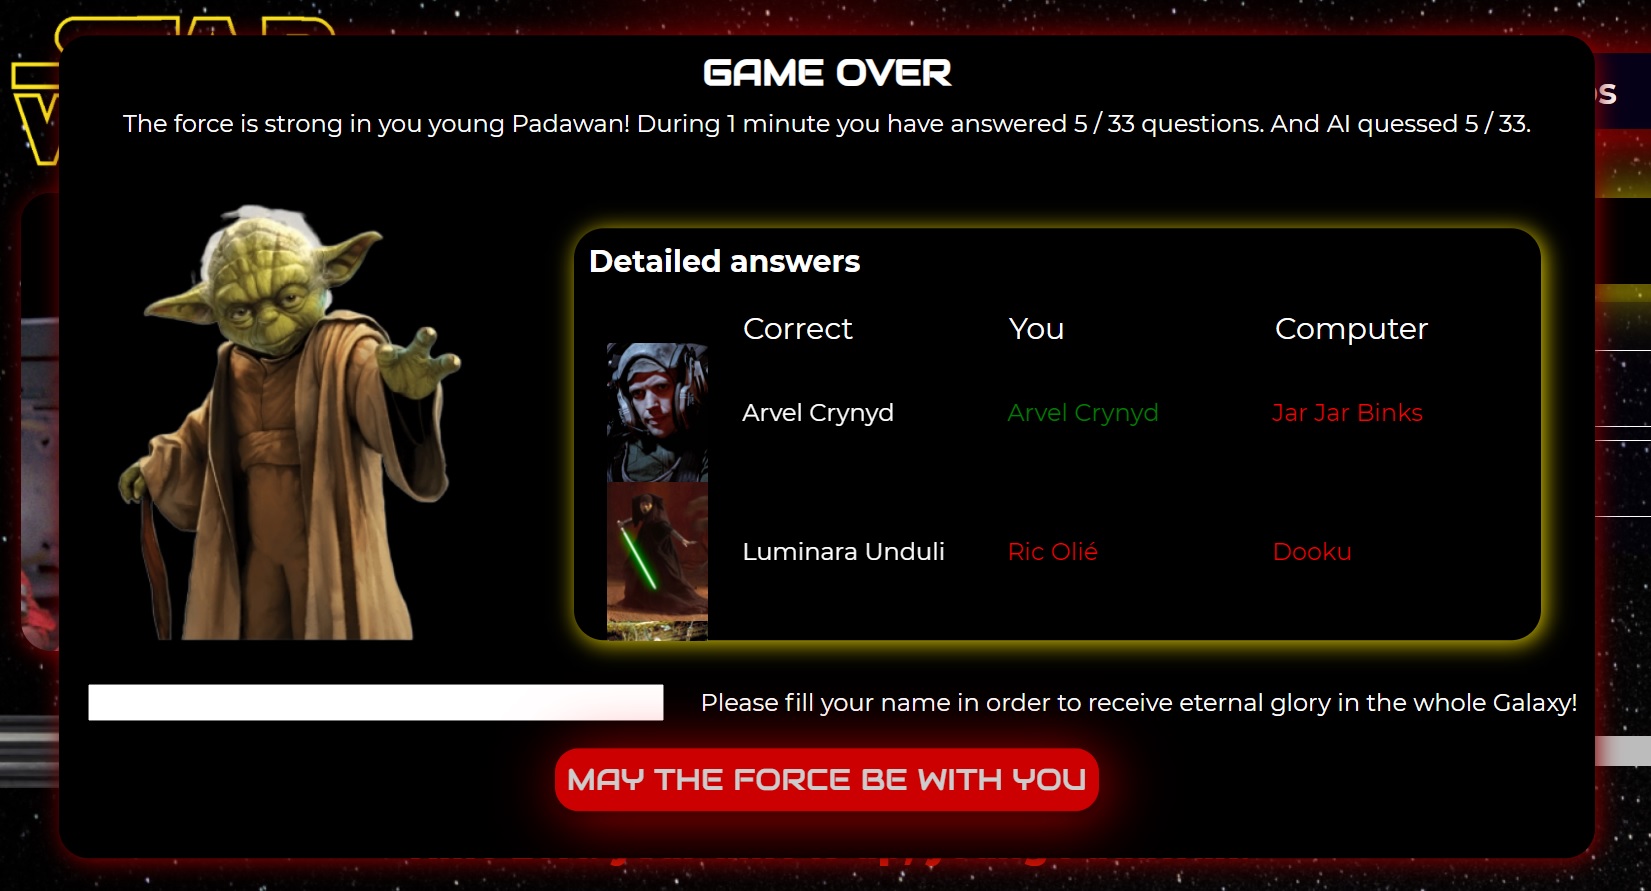 GAME OVER
The force is strong in you young Padawan! During 1 minute you have answered 5 / 33 questions. And AI quessed 5 / 33.
Detailed answers
Correct You Computer
Arvel Crynyd Arvel Crynyd Jar Jar Binks
Luminara Unduli Ric Olié Dooku
Please fill your name in order to receive eternal glory in the whole Galaxy!
MAY THE FORCE BE WITH YOU